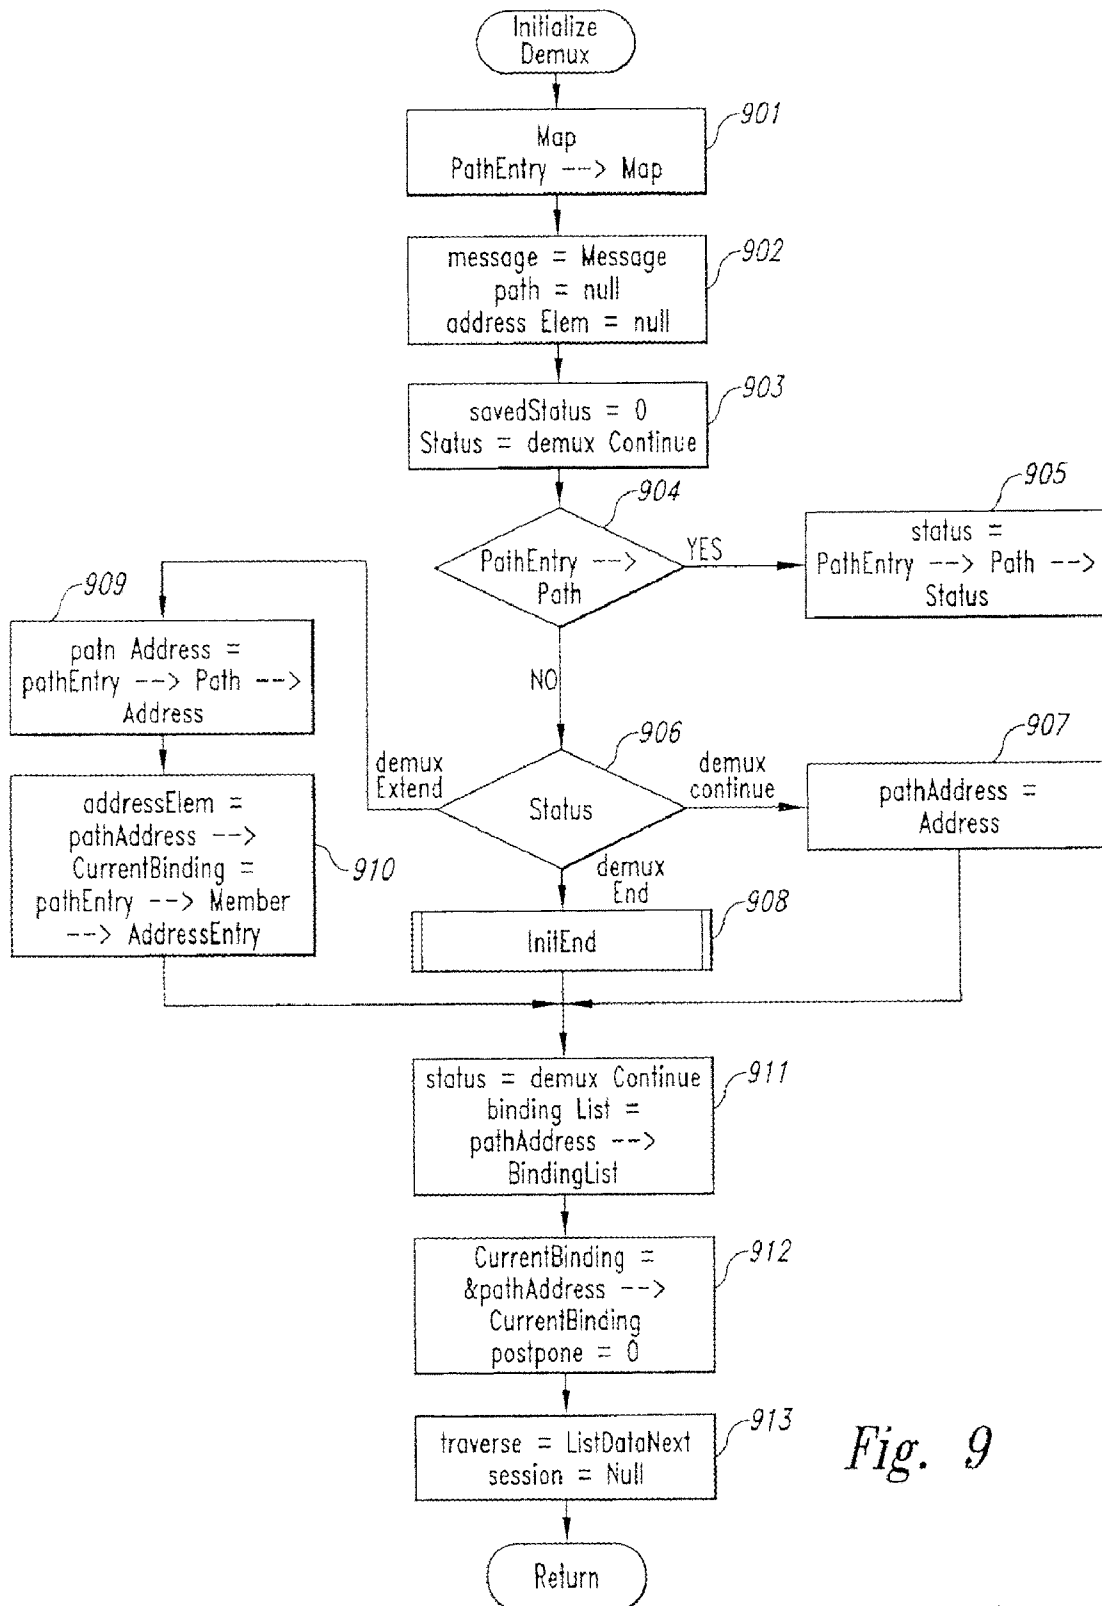 Initialize
Demux
901
Map
PathEntry --> Map
902
message = Message
path = null
address Elem = null
903
savedStatus = 0
Status = demux Continue
904
PathEntry -->
Path
YES
905
status =
PathEntry --> Path -->
Status
NO
909
patn Address =
pathEntry --> Path -->
Address
906
Status
demux
Extend
demux
continue
demux
End
907
pathAddress =
Address
addressElem =
pathAddress -->
CurrentBinding =
pathEntry --> Member
--> AddressEntry
910
908
InitEnd
911
status = demux Continue
binding List =
pathAddress -->
BindingList
912
CurrentBinding =
&pathAddress -->
CurrentBinding
postpone = 0
913
traverse = ListDataNext
session = Null
Return
Fig. 9